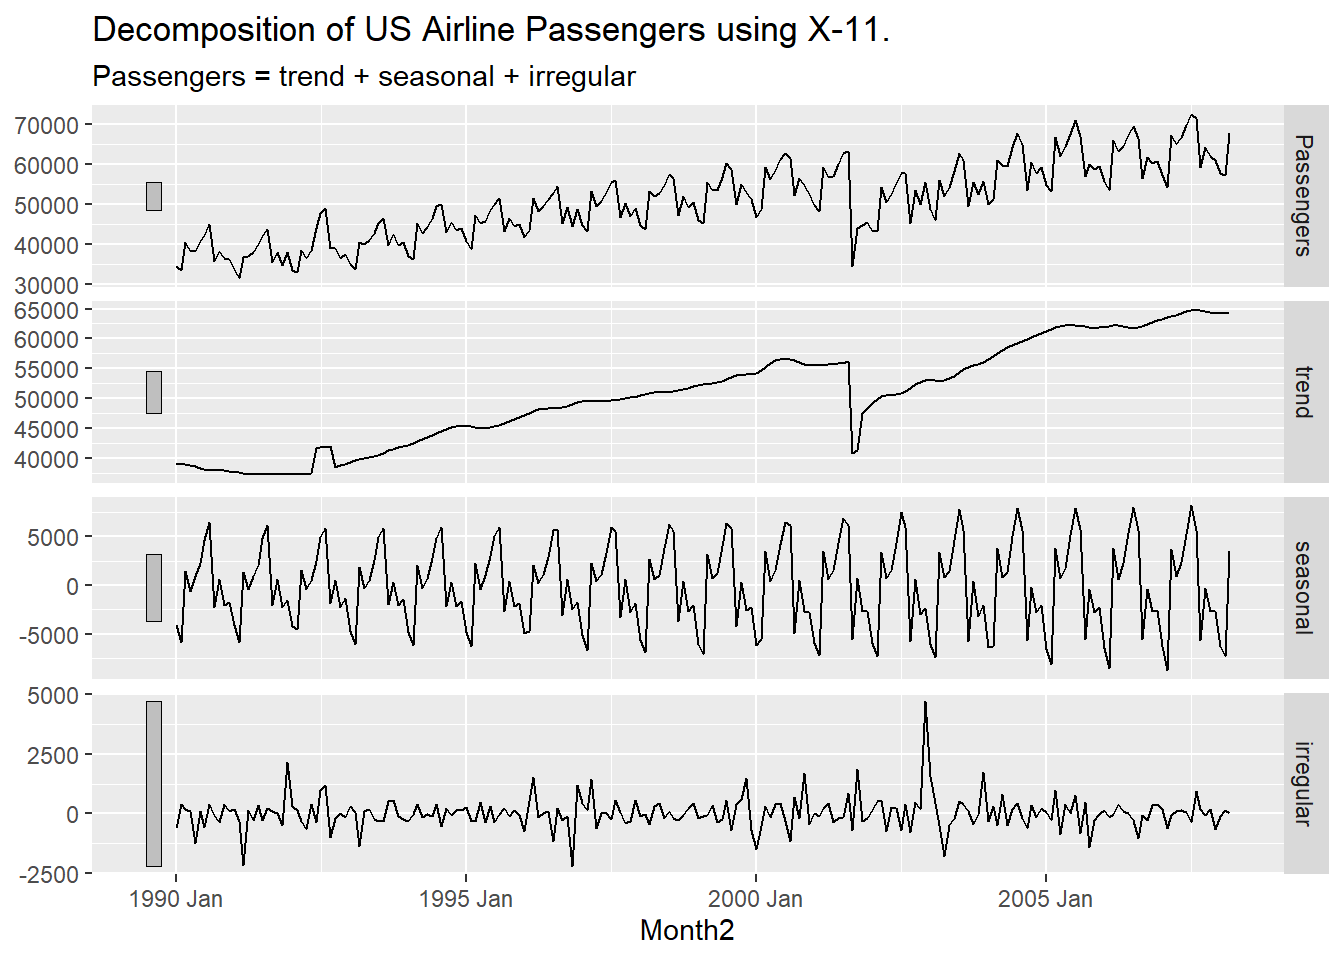 Decomposition of US Airline Passengers using X-11.
Passengers = trend + seasonal + irregular
70000
60000
50000
40000
30000
Passengers
65000
60000
55000
50000
45000
40000
trend
5000
0
-5000
seasonal
5000
2500
0
-2500
irregular
1990 Jan
1995 Jan
2000 Jan
2005 Jan
Month2